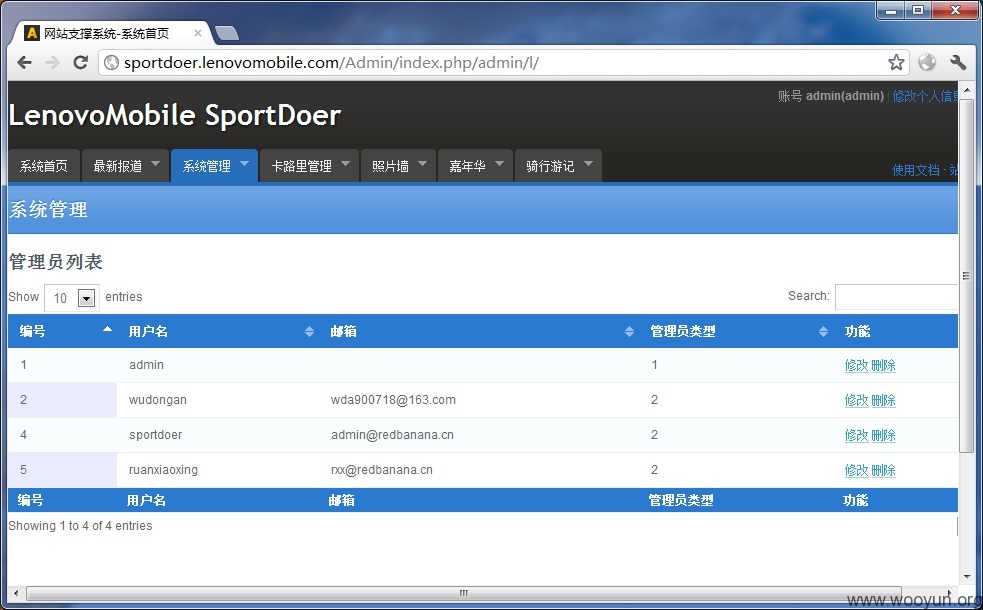 网站支撑系统-系统首页
sportdoer.lenovomobile.com/Admin/index.php/admin/l/
账号 admin(admin) | 修改个人信息
LenovoMobile SportDoer
系统首页 最新报道 系统管理 卡路里管理 照片墙 嘉年华 骑行游记
使用文档 · 站
系统管理
管理员列表
Show 10 entries Search:
编号 用户名 邮箱 管理员类型 功能
1 admin 1 修改 删除
2 wudongan wda900718@163.com 2 修改 删除
4 sportdoer admin@redbanana.cn 2 修改 删除
5 ruanxiaoxing rxx@redbanana.cn 2 修改 删除
编号 用户名 邮箱 管理员类型 功能
Showing 1 to 4 of 4 entries
www.wooyun.org